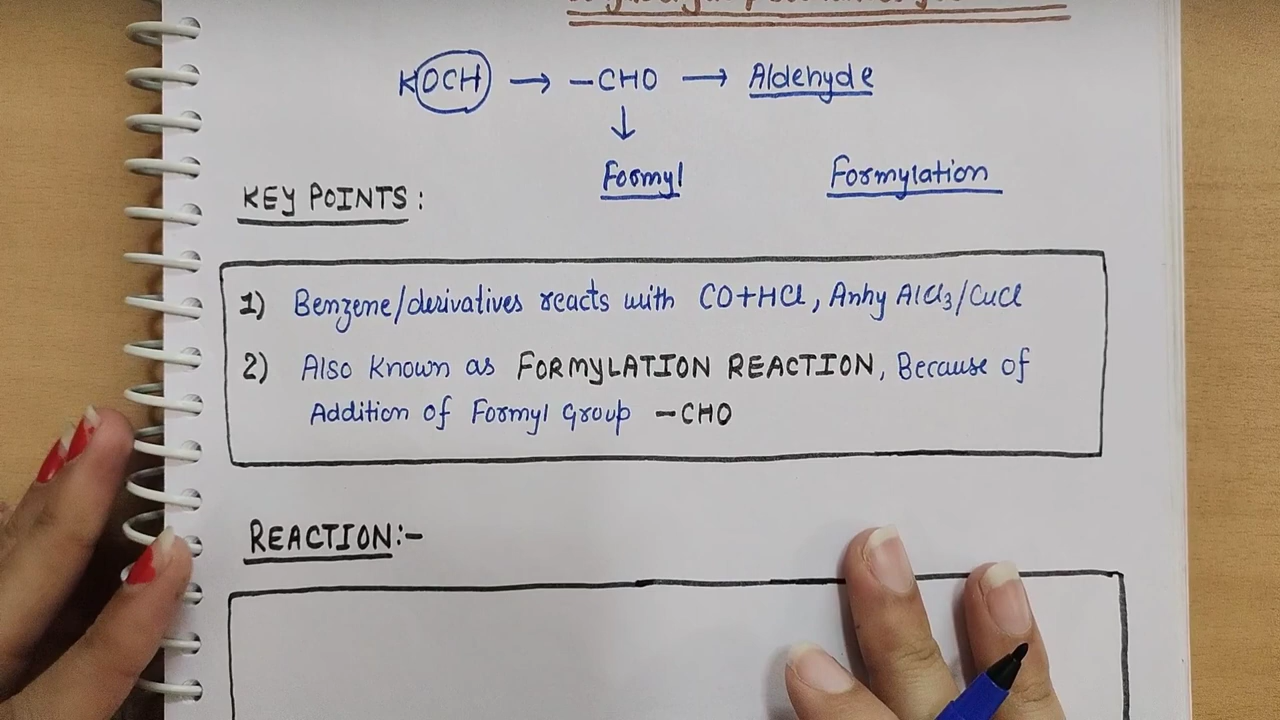 KOCH → –CHO → Aldehyde
↓
Formyl Formylation
KEY POINTS:
1) Benzene/derivatives reacts with CO+HCl, Anhy AlCl₃/CuCl
2) Also Known as FORMYLATION REACTION, Because of
Addition of Formyl Group –CHO
REACTION:-